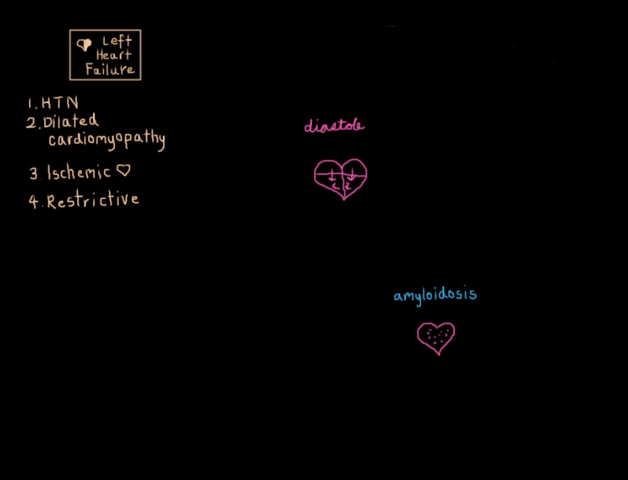 Left
Heart
Failure
1. HTN
2. Dilated
cardiomyopathy
3 Ischemic
4. Restrictive
diastole
amyloidosis